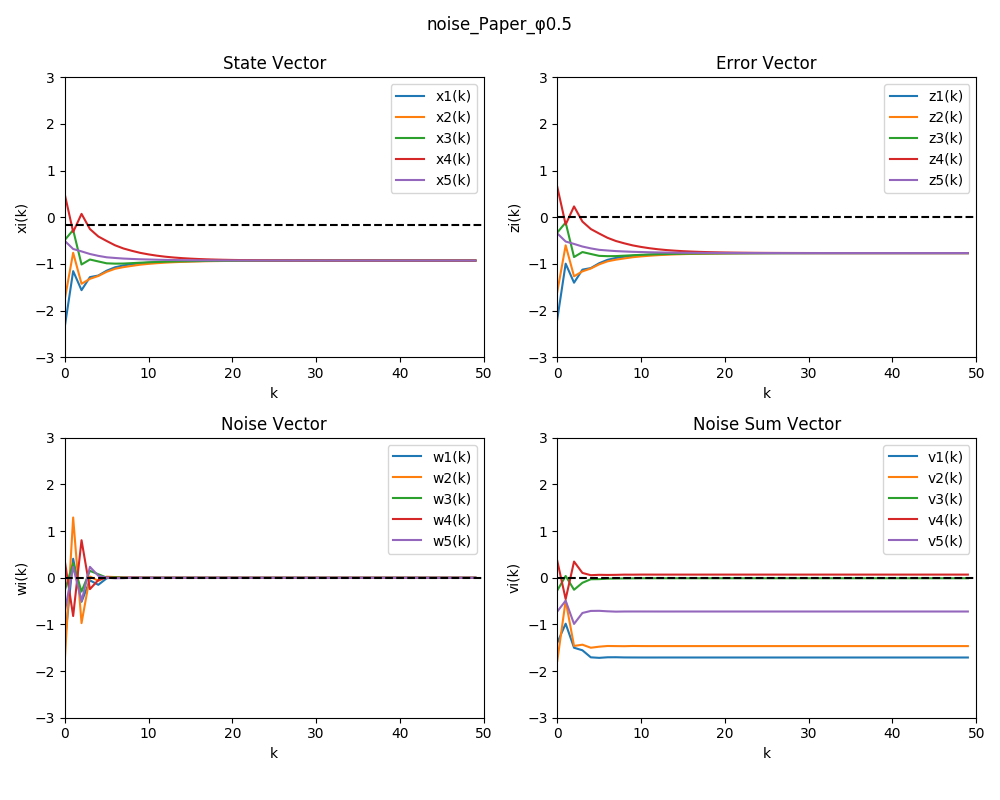 noise_Paper_φ0.5
State Vector
3
2
1
0
−1
−2
−3
xi(k)
x1(k)
x2(k)
x3(k)
x4(k)
x5(k)
0 10 20 30 40 50
k
Error Vector
3
2
1
0
−1
−2
−3
zi(k)
z1(k)
z2(k)
z3(k)
z4(k)
z5(k)
0 10 20 30 40 50
k
Noise Vector
3
2
1
0
−1
−2
−3
wi(k)
w1(k)
w2(k)
w3(k)
w4(k)
w5(k)
0 10 20 30 40 50
k
Noise Sum Vector
3
2
1
0
−1
−2
−3
vi(k)
v1(k)
v2(k)
v3(k)
v4(k)
v5(k)
0 10 20 30 40 50
k